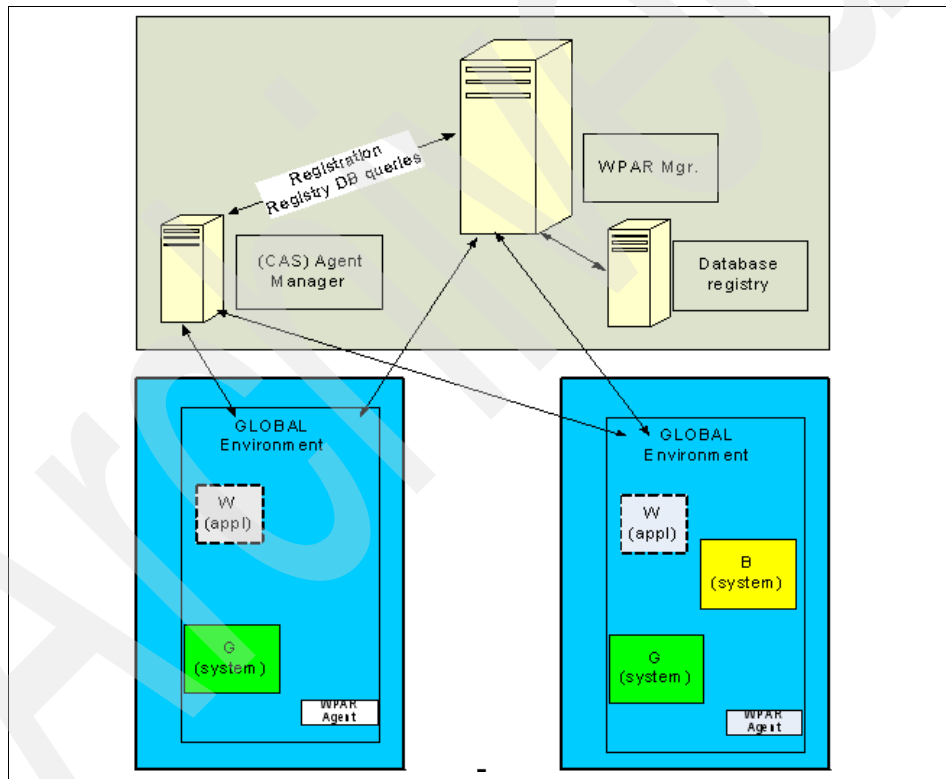 Registration
Registry DB queries
WPAR Mgr.
(CAS) Agent
Manager
Database
registry
GLOBAL
Environment
W
(appl)
G
(system)
WPAR
Agent
GLOBAL
Environment
W
(appl)
B
(system)
G
(system)
WPAR
Agent
-